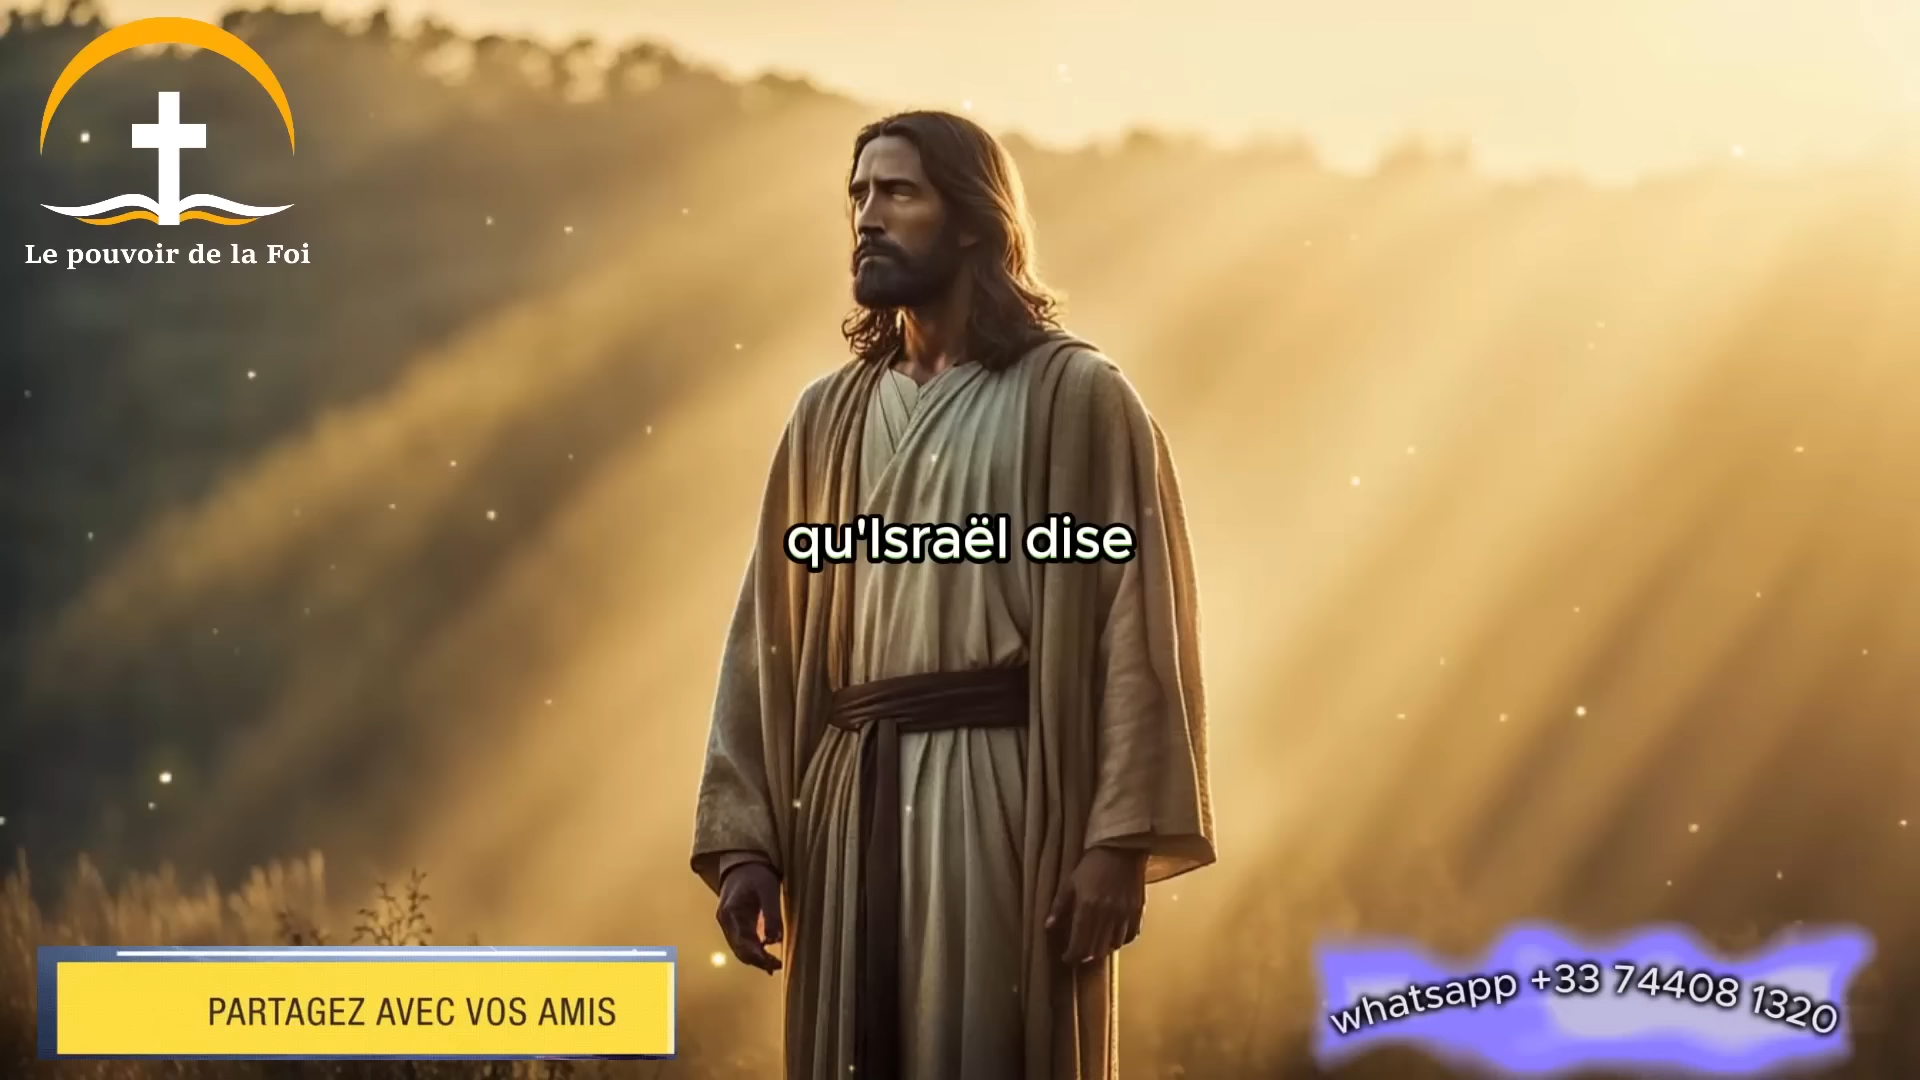 Le pouvoir de la Foi
qu'Israël dise
PARTAGEZ AVEC VOS AMIS
whatsapp +33 74408 1320